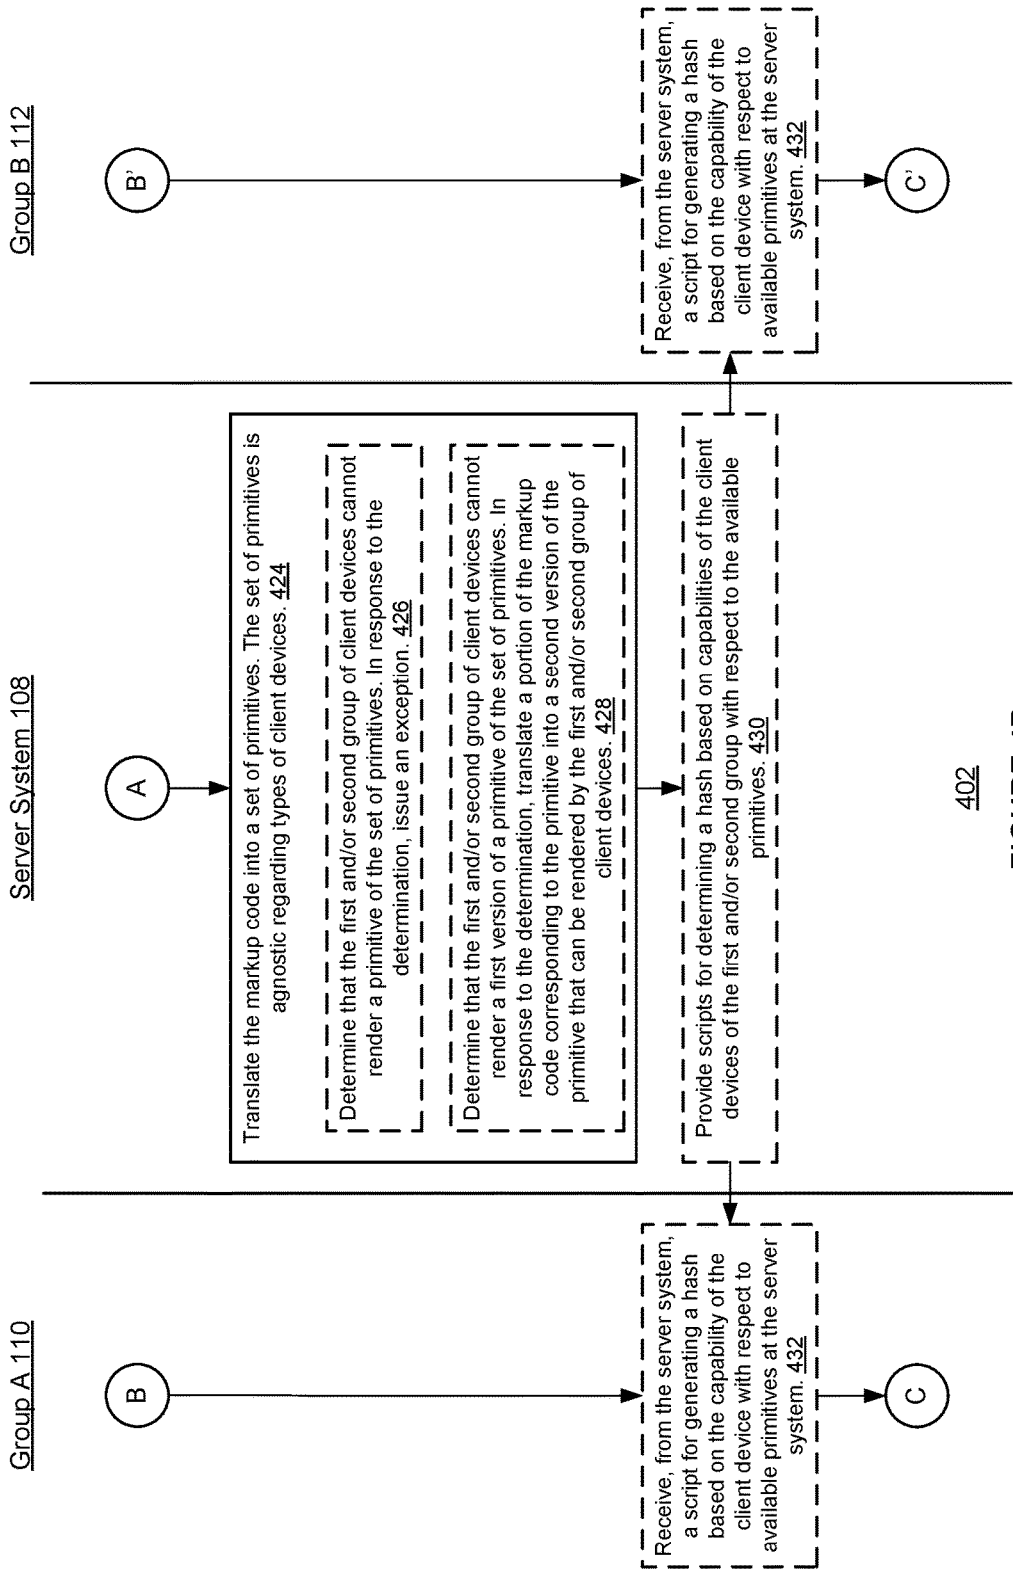 Group A 110
Server System 108
Group B 112
B
A
B'
Translate the markup code into a set of primitives. The set of primitives is
agnostic regarding types of client devices. 424
Determine that the first and/or second group of client devices cannot
render a primitive of the set of primitives. In response to the
determination, issue an exception. 426
Determine that the first and/or second group of client devices cannot
render a first version of a primitive of the set of primitives. In
response to the determination, translate a portion of the markup
code corresponding to the primitive into a second version of the
primitive that can be rendered by the first and/or second group of
client devices. 428
Receive, from the server system,
a script for generating a hash
based on the capability of the
client device with respect to
available primitives at the server
system. 432
Provide scripts for determining a hash based on capabilities of the client
devices of the first and/or second group with respect to the available
primitives. 430
Receive, from the server system,
a script for generating a hash
based on the capability of the
client device with respect to
available primitives at the server
system. 432
C
C'
402